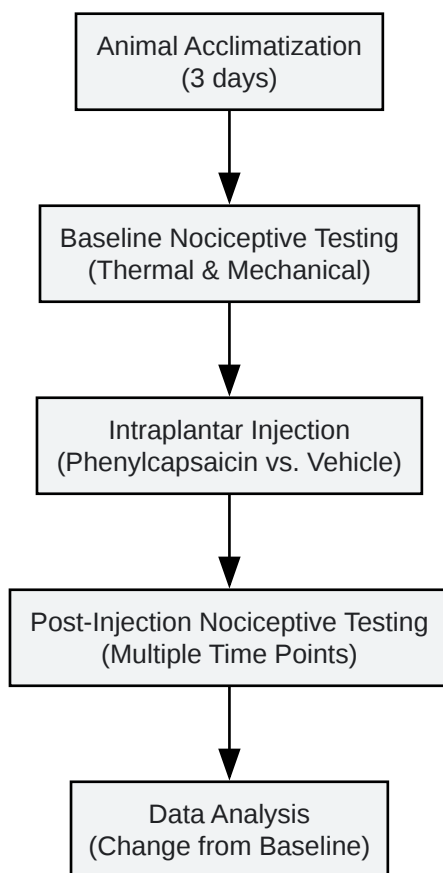 Animal Acclimatization
(3 days)
Baseline Nociceptive Testing
(Thermal & Mechanical)
Intraplantar Injection
(Phenylcapsaicin vs. Vehicle)
Post-Injection Nociceptive Testing
(Multiple Time Points)
Data Analysis
(Change from Baseline)